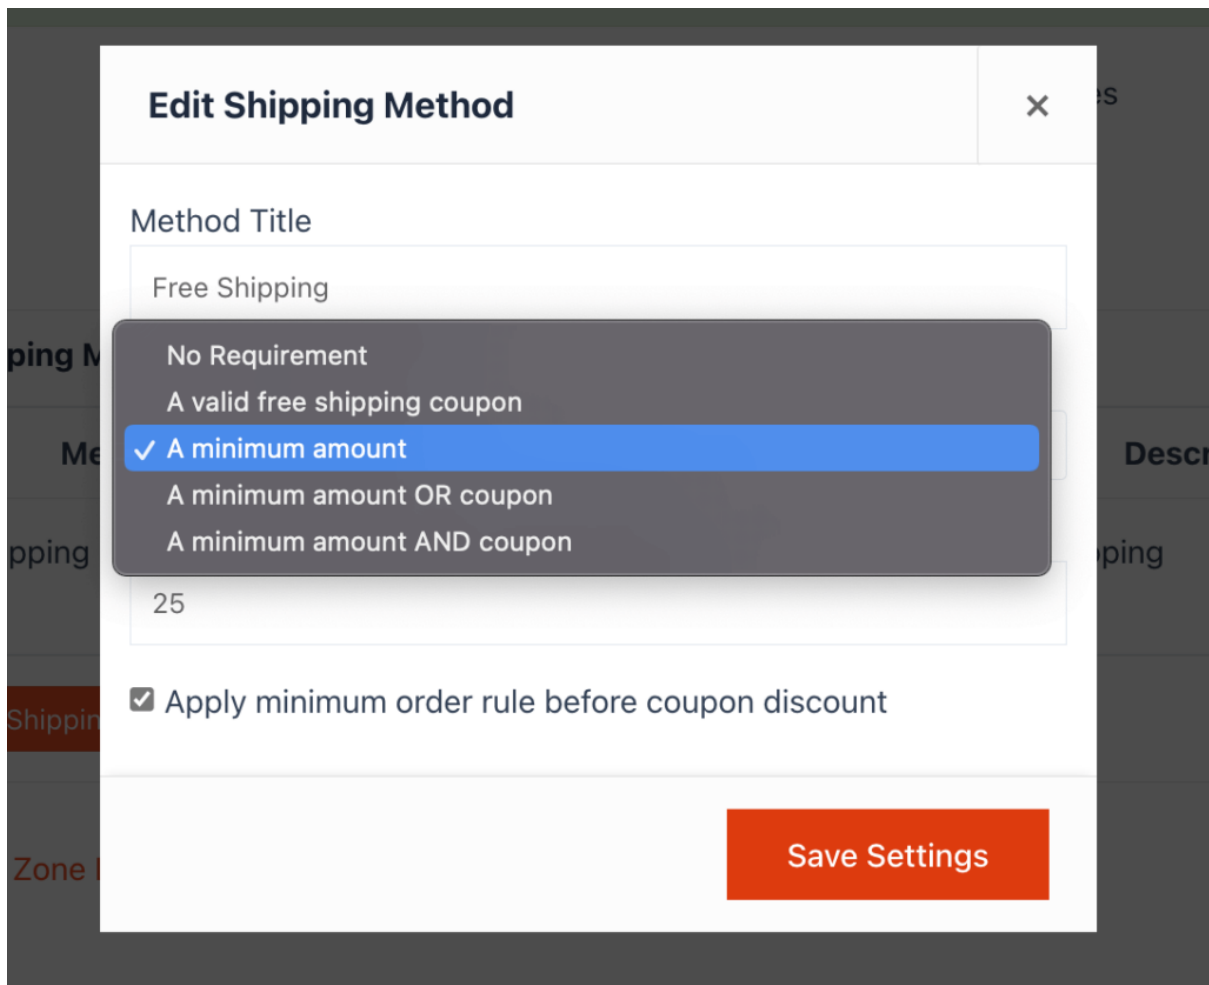 Edit Shipping Method
×
Method Title
Free Shipping
No Requirement
A valid free shipping coupon
✓ A minimum amount
A minimum amount OR coupon
A minimum amount AND coupon
25
Apply minimum order rule before coupon discount
Save Settings
Zone